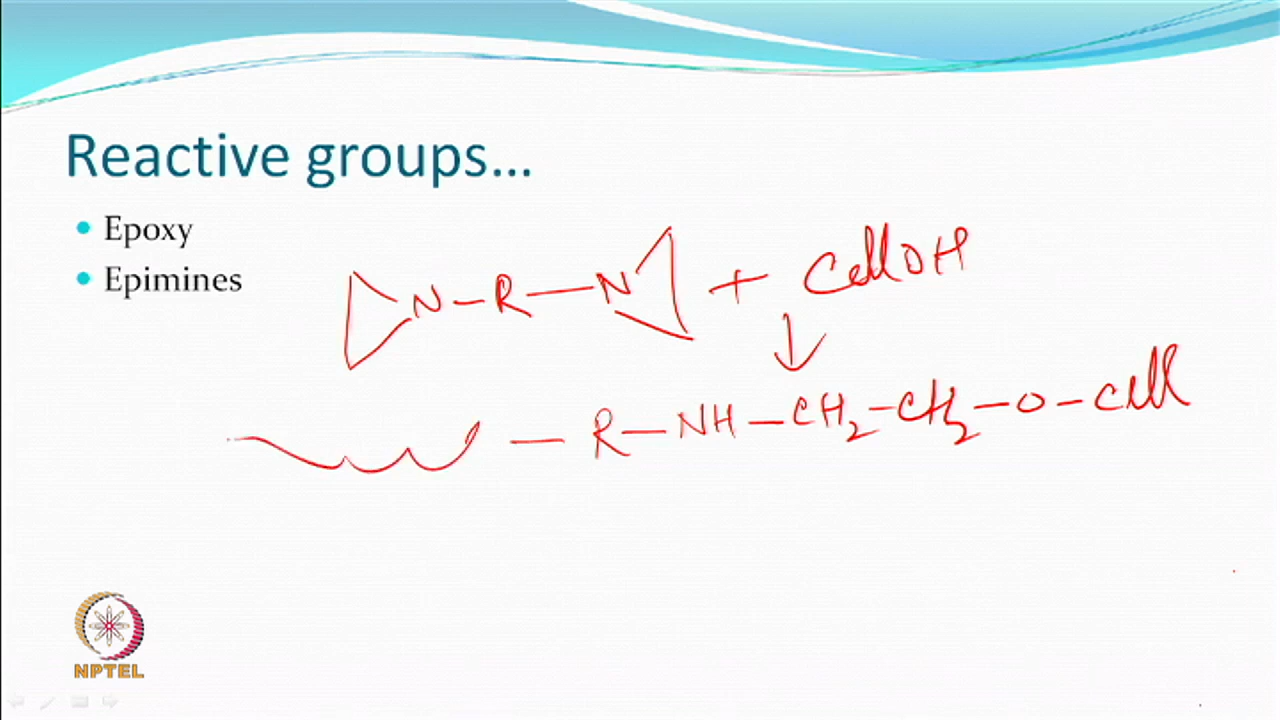 Reactive groups...
Epoxy
Epimines
N-R-N + CellOH
-R-NH-CH2-CH2-O-Cell
NPTEL